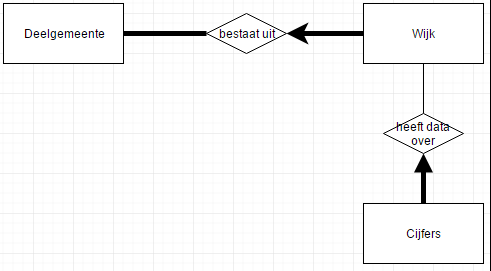 Deelgemeente
bestaat uit
Wijk
heeft data
over
Cijfers